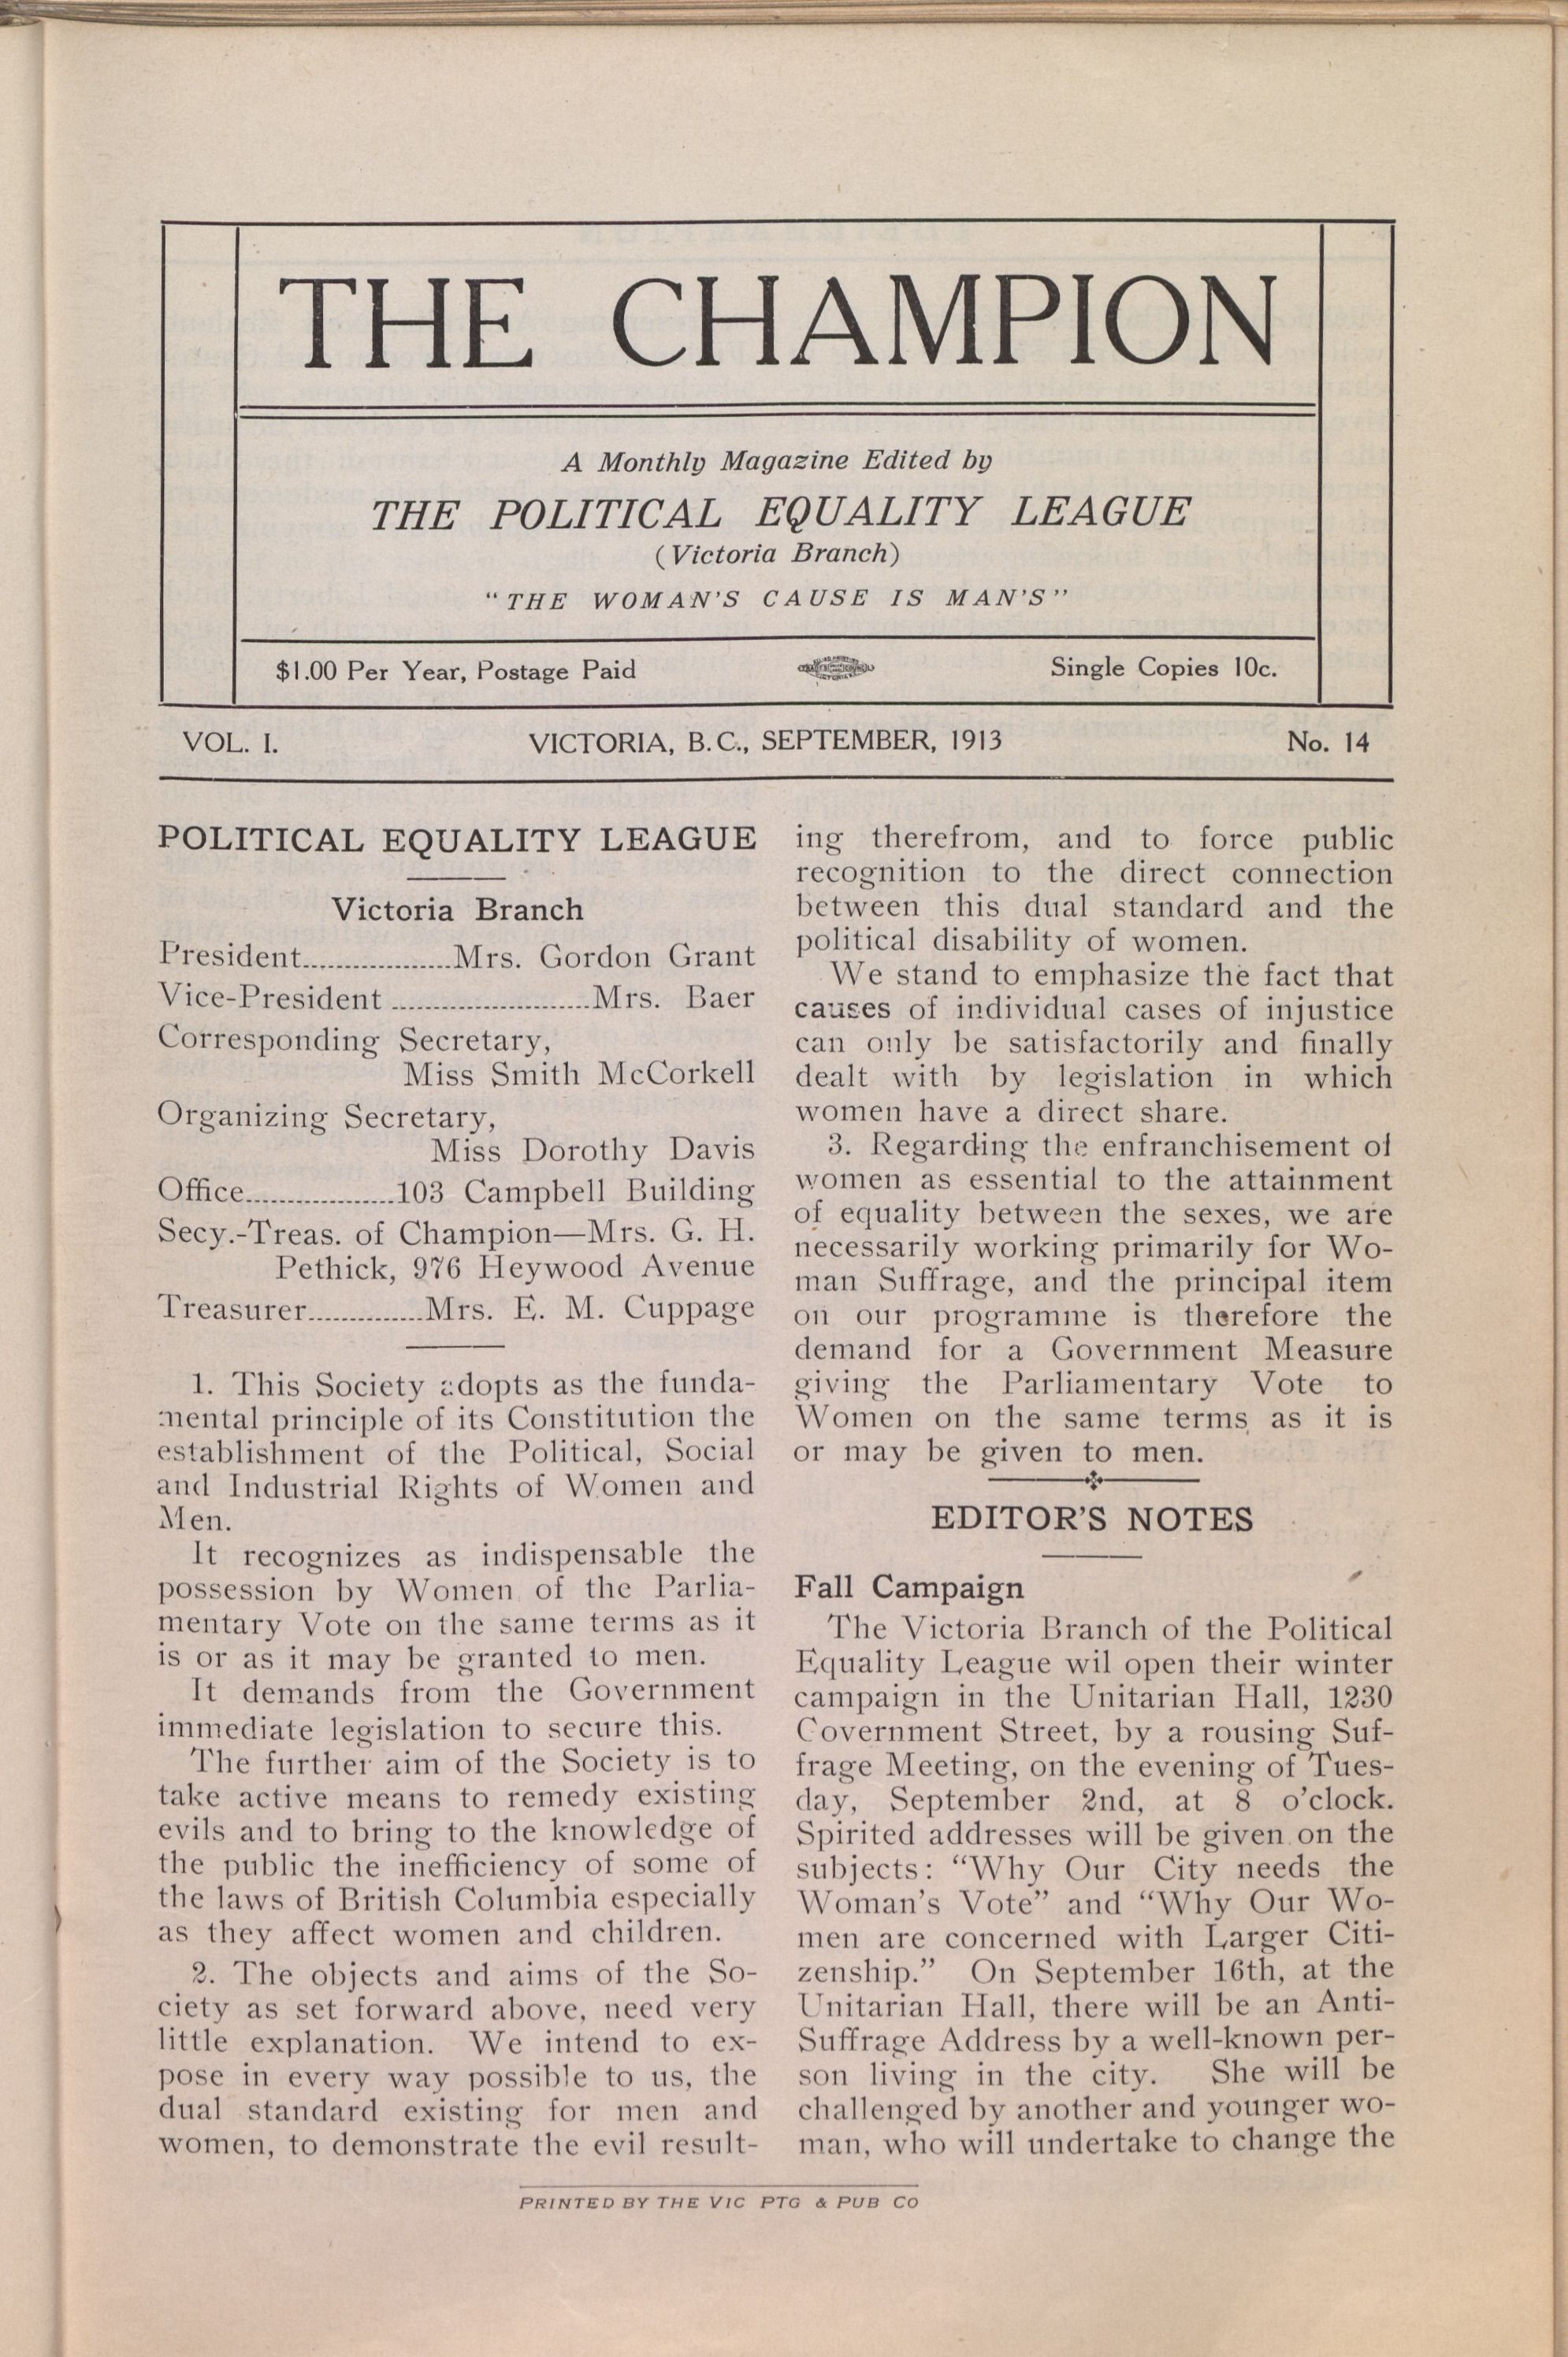 THE CHAMPION
A Monthly Magazine Edited by
THE POLITICAL EQUALITY LEAGUE
(Victoria Branch)
"THE WOMAN'S CAUSE IS MAN'S"
$1.00 Per Year, Postage Paid
Single Copies 10c.
VOL. I. VICTORIA, B.C., SEPTEMBER, 1913 No. 14
POLITICAL EQUALITY LEAGUE
Victoria Branch
President..................Mrs. Gordon Grant
Vice-President ........................Mrs. Baer
Corresponding Secretary,
Miss Smith McCorkell
Organizing Secretary,
Miss Dorothy Davis
Office..................103 Campbell Building
Secy.-Treas. of Champion—Mrs. G. H.
Pethick, 976 Heywood Avenue
Treasurer..............Mrs. E. M. Cuppage
1. This Society adopts as the funda-
mental principle of its Constitution the
establishment of the Political, Social
and Industrial Rights of Women and
Men.
It recognizes as indispensable the
possession by Women of the Parlia-
mentary Vote on the same terms as it
is or as it may be granted to men.
It demands from the Government
immediate legislation to secure this.
The further aim of the Society is to
take active means to remedy existing
evils and to bring to the knowledge of
the public the inefficiency of some of
the laws of British Columbia especially
as they affect women and children.
2. The objects and aims of the So-
ciety as set forward above, need very
little explanation. We intend to ex-
pose in every way possible to us, the
dual standard existing for men and
women, to demonstrate the evil result-
ing therefrom, and to force public
recognition to the direct connection
between this dual standard and the
political disability of women.
We stand to emphasize the fact that
causes of individual cases of injustice
can only be satisfactorily and finally
dealt with by legislation in which
women have a direct share.
3. Regarding the enfranchisement of
women as essential to the attainment
of equality between the sexes, we are
necessarily working primarily for Wo-
man Suffrage, and the principal item
on our programme is therefore the
demand for a Government Measure
giving the Parliamentary Vote to
Women on the same terms as it is
or may be given to men.
EDITOR'S NOTES
Fall Campaign
The Victoria Branch of the Political
Equality League wil open their winter
campaign in the Unitarian Hall, 1230
Government Street, by a rousing Suf-
frage Meeting, on the evening of Tues-
day, September 2nd, at 8 o'clock.
Spirited addresses will be given on the
subjects: "Why Our City needs the
Woman's Vote" and "Why Our Wo-
men are concerned with Larger Citi-
zenship." On September 16th, at the
Unitarian Hall, there will be an Anti-
Suffrage Address by a well-known per-
son living in the city. She will be
challenged by another and younger wo-
man, who will undertake to change the
PRINTED BY THE VIC PTG & PUB CO